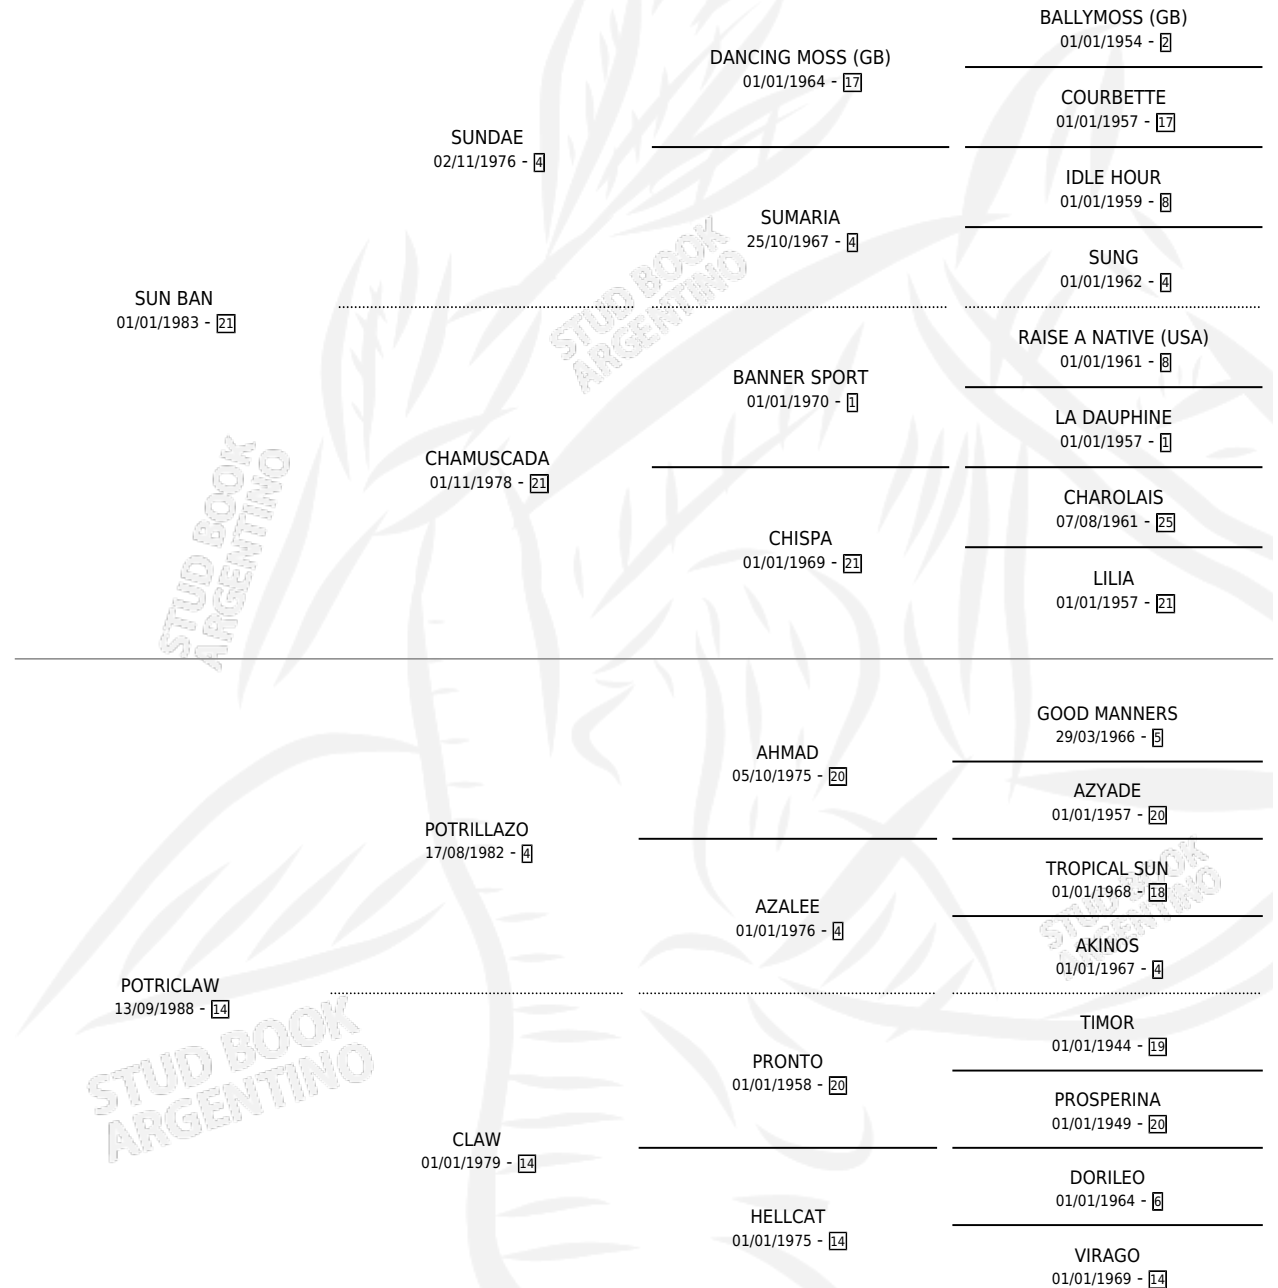 BALLYMOSS (GB)
01/01/1954 - 2
DANCING MOSS (GB)
01/01/1964 - 17
COURBETTE
01/01/1957 - 17
SUNDAE
02/11/1976 - 4
IDLE HOUR
01/01/1959 - 8
SUMARIA
25/10/1967 - 4
SUNG
01/01/1962 - 4
SUN BAN
01/01/1983 - 21
RAISE A NATIVE (USA)
01/01/1961 - 8
BANNER SPORT
01/01/1970 - 1
LA DAUPHINE
01/01/1957 - 1
CHAMUSCADA
01/11/1978 - 21
CHAROLAIS
07/08/1961 - 25
CHISPA
01/01/1969 - 21
LILIA
01/01/1957 - 21
GOOD MANNERS
29/03/1966 - 5
AHMAD
05/10/1975 - 20
AZYADE
01/01/1957 - 20
POTRILLAZO
17/08/1982 - 4
TROPICAL SUN
01/01/1968 - 18
AZALEE
01/01/1976 - 4
AKINOS
01/01/1967 - 4
POTRICLAW
13/09/1988 - 14
TIMOR
01/01/1944 - 19
PRONTO
01/01/1958 - 20
PROSPERINA
01/01/1949 - 20
CLAW
01/01/1979 - 14
DORILEO
01/01/1964 - 6
HELLCAT
01/01/1975 - 14
VIRAGO
01/01/1969 - 14
STUD BOOK
ARGENTINO
STUD BOOK
ARGENTINO
STUD BOOK
ARGENTINO
STUD BOOK
ARGENTINO